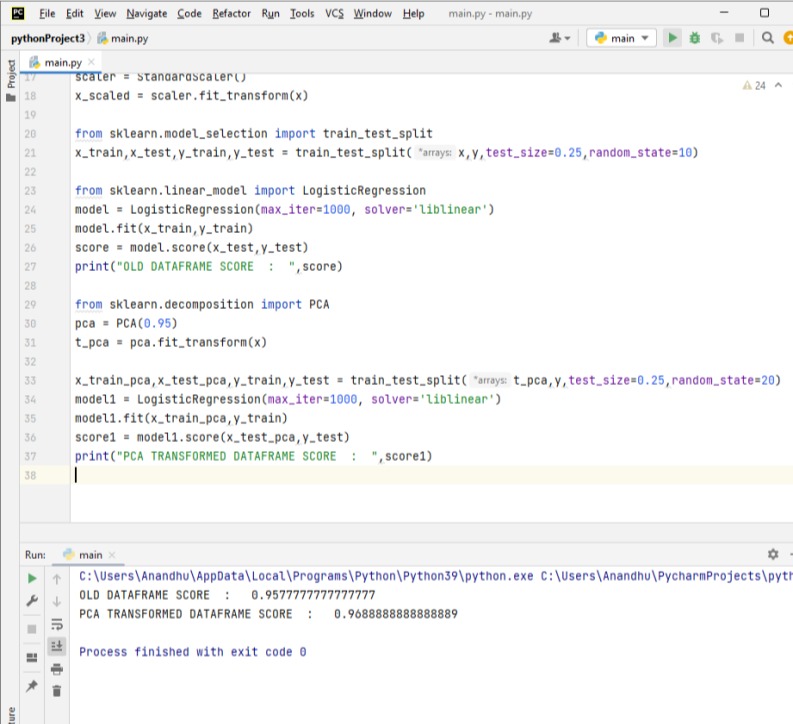 PC File Edit View Navigate Code Refactor Run Tools VCS Window Help main.py - main.py
pythonProject3 main.py main
Project main.py
17 scaler = StandardScaler()
18 x_scaled = scaler.fit_transform(x) 24
19
20 from sklearn.model_selection import train_test_split
21 x_train,x_test,y_train,y_test = train_test_split( *arrays: x,y,test_size=0.25,random_state=10)
22
23 from sklearn.linear_model import LogisticRegression
24 model = LogisticRegression(max_iter=1000, solver='liblinear')
25 model.fit(x_train,y_train)
26 score = model.score(x_test,y_test)
27 print("OLD DATAFRAME SCORE  :  ",score)
28
29 from sklearn.decomposition import PCA
30 pca = PCA(0.95)
31 t_pca = pca.fit_transform(x)
32
33 x_train_pca,x_test_pca,y_train,y_test = train_test_split( *arrays: t_pca,y,test_size=0.25,random_state=20)
34 model1 = LogisticRegression(max_iter=1000, solver='liblinear')
35 model1.fit(x_train_pca,y_train)
36 score1 = model1.score(x_test_pca,y_test)
37 print("PCA TRANSFORMED DATAFRAME SCORE  :  ",score1)
38
Run: main
C:\Users\Anandhu\AppData\Local\Programs\Python\Python39\python.exe C:\Users\Anandhu\PycharmProjects\pyth
OLD DATAFRAME SCORE  :   0.9577777777777777
PCA TRANSFORMED DATAFRAME SCORE  :   0.9688888888888889
Process finished with exit code 0